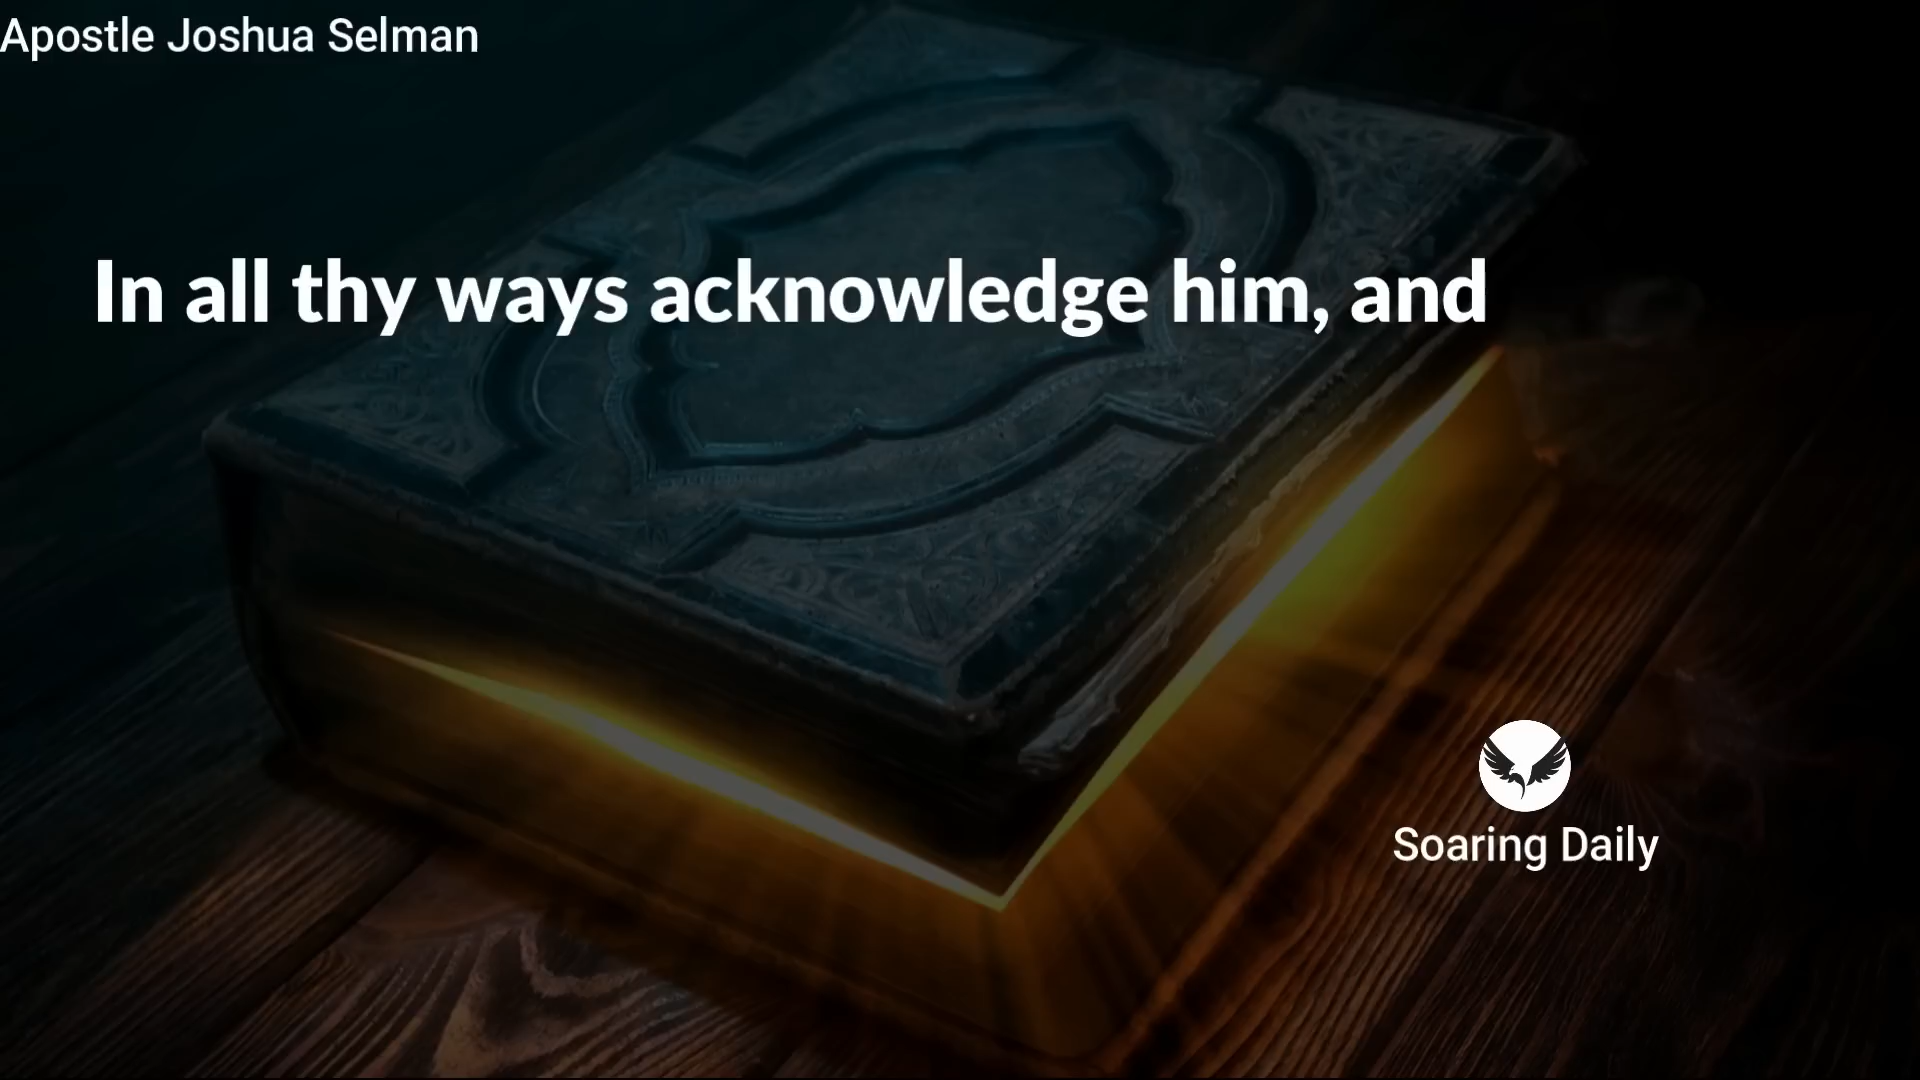 Apostle Joshua Selman
In all thy ways acknowledge him, and
Soaring Daily